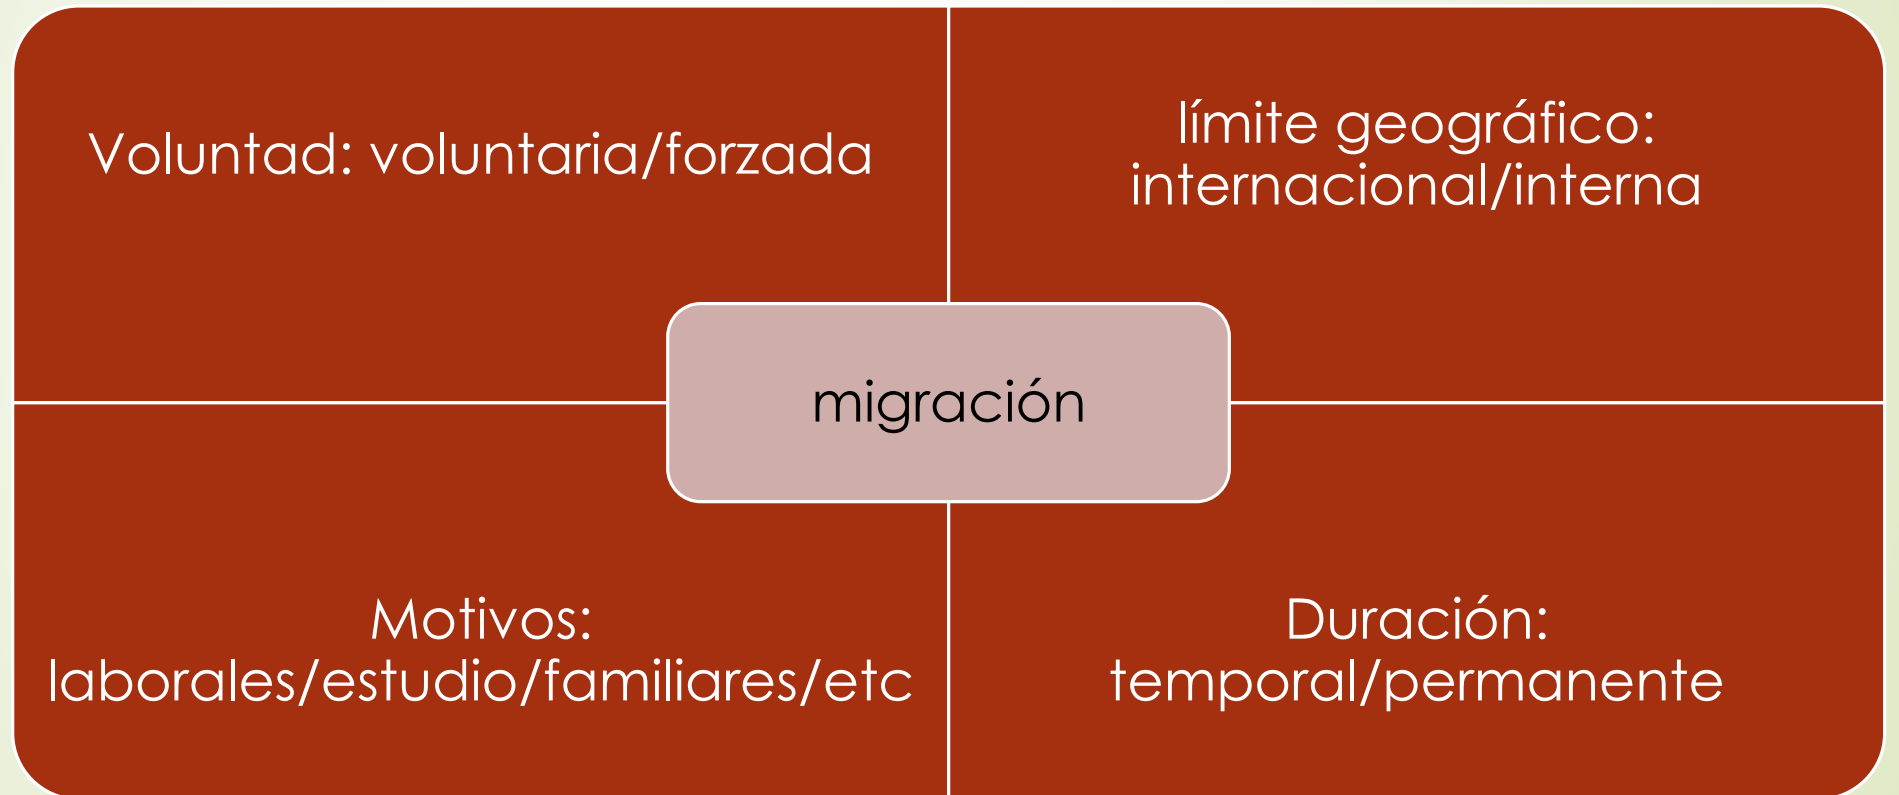 Voluntad: voluntaria/forzada
límite geográfico:
internacional/interna
migración
Motivos:
laborales/estudio/familiares/etc
Duración:
temporal/permanente